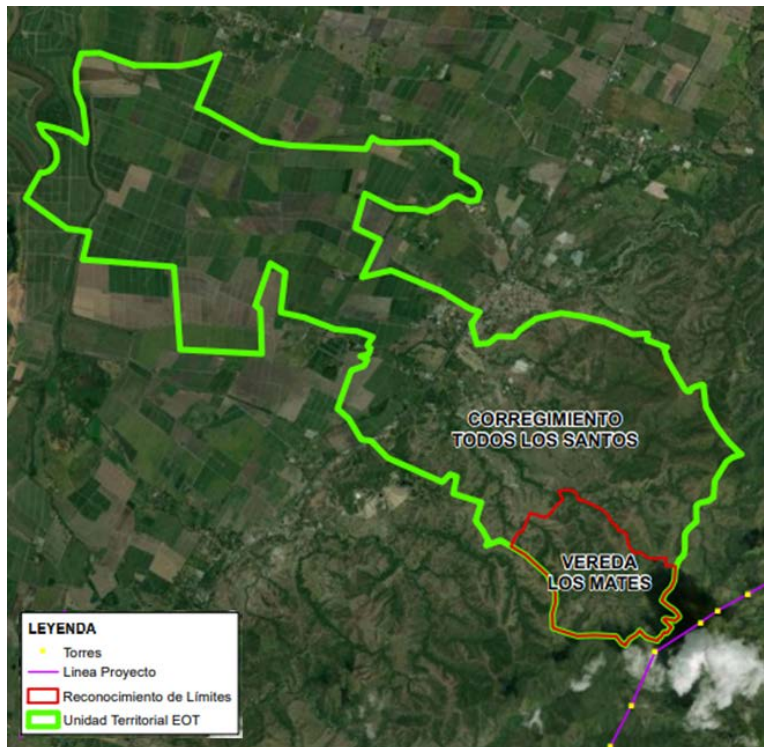 CORREGIMIENTO
TODOS LOS SANTOS
VEREDA
LOS MATES
LEYENDA
Torres
Linea Proyecto
Reconocimiento de Límites
Unidad Territorial EOT